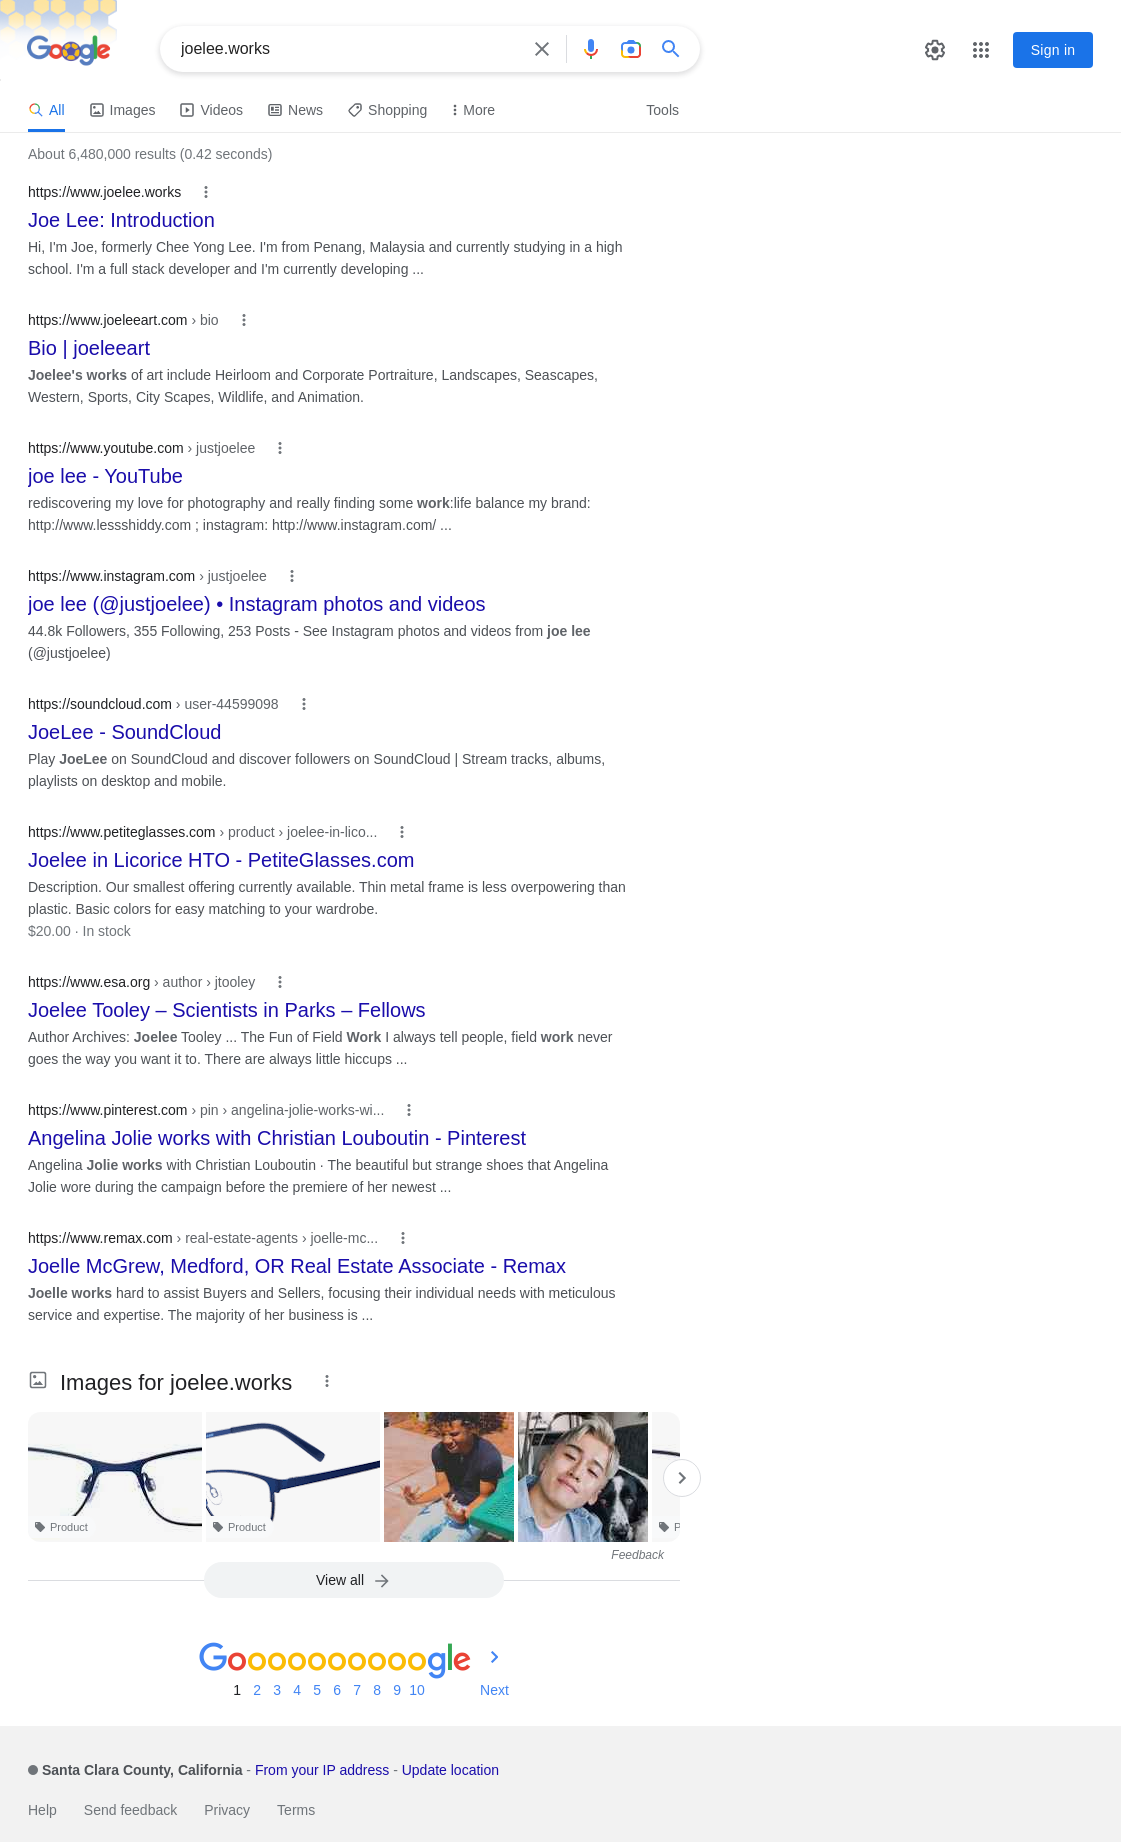 Google
joelee.works
Sign in
All Images Videos News Shopping More Tools
About 6,480,000 results (0.42 seconds)
https://www.joelee.works
Joe Lee: Introduction
Hi, I'm Joe, formerly Chee Yong Lee. I'm from Penang, Malaysia and currently studying in a high
school. I'm a full stack developer and I'm currently developing ...
https://www.joeleeart.com › bio
Bio | joeleeart
Joelee's works of art include Heirloom and Corporate Portraiture, Landscapes, Seascapes,
Western, Sports, City Scapes, Wildlife, and Animation.
https://www.youtube.com › justjoelee
joe lee - YouTube
rediscovering my love for photography and really finding some work:life balance my brand:
http://www.lessshiddy.com ; instagram: http://www.instagram.com/ ...
https://www.instagram.com › justjoelee
joe lee (@justjoelee) • Instagram photos and videos
44.8k Followers, 355 Following, 253 Posts - See Instagram photos and videos from joe lee
(@justjoelee)
https://soundcloud.com › user-44599098
JoeLee - SoundCloud
Play JoeLee on SoundCloud and discover followers on SoundCloud | Stream tracks, albums,
playlists on desktop and mobile.
https://www.petiteglasses.com › product › joelee-in-lico...
Joelee in Licorice HTO - PetiteGlasses.com
Description. Our smallest offering currently available. Thin metal frame is less overpowering than
plastic. Basic colors for easy matching to your wardrobe.
$20.00 · In stock
https://www.esa.org › author › jtooley
Joelee Tooley – Scientists in Parks – Fellows
Author Archives: Joelee Tooley ... The Fun of Field Work I always tell people, field work never
goes the way you want it to. There are always little hiccups ...
https://www.pinterest.com › pin › angelina-jolie-works-wi...
Angelina Jolie works with Christian Louboutin - Pinterest
Angelina Jolie works with Christian Louboutin · The beautiful but strange shoes that Angelina
Jolie wore during the campaign before the premiere of her newest ...
https://www.remax.com › real-estate-agents › joelle-mc...
Joelle McGrew, Medford, OR Real Estate Associate - Remax
Joelle works hard to assist Buyers and Sellers, focusing their individual needs with meticulous
service and expertise. The majority of her business is ...
Images for joelee.works
Product Product P
Feedback
View all
Goooooooooogle
1 2 3 4 5 6 7 8 9 10 Next
Santa Clara County, California - From your IP address - Update location
Help Send feedback Privacy Terms